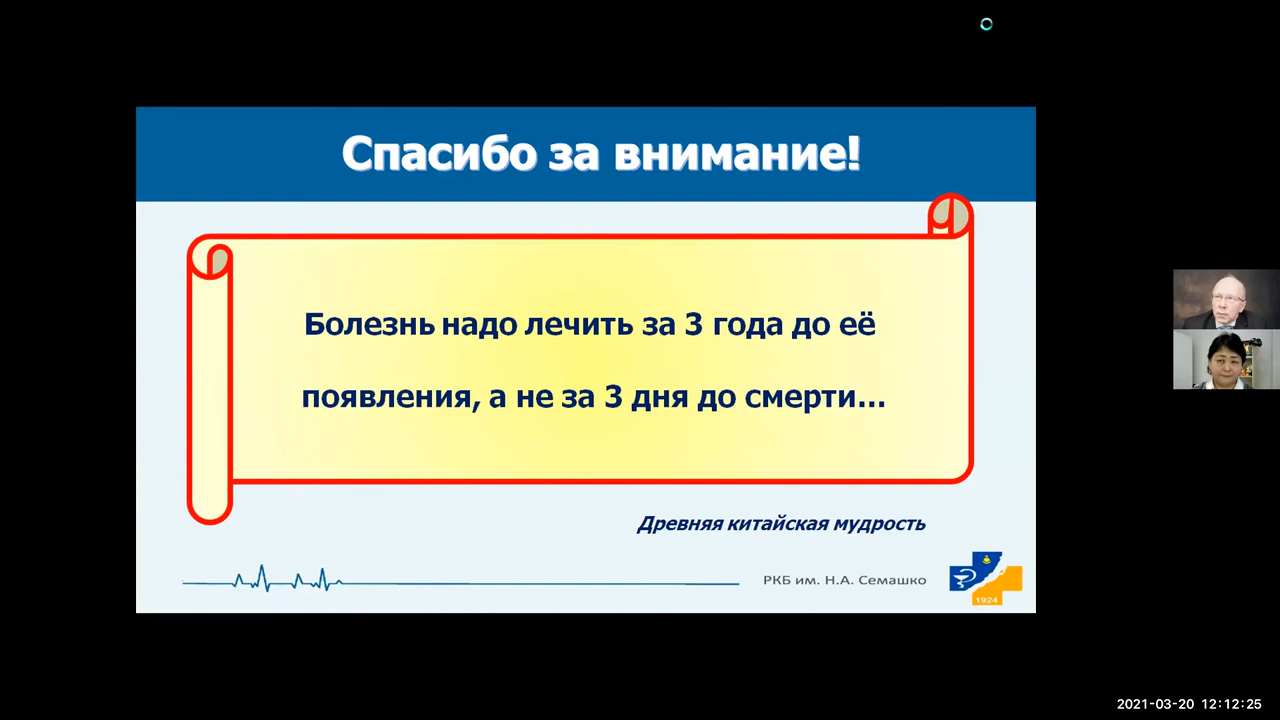 Спасибо за внимание!
Болезнь надо лечить за 3 года до её
появления, а не за 3 дня до смерти...
Древняя китайская мудрость
РКБ им. Н.А. Семашко
1924
2021-03-20 12:12:25